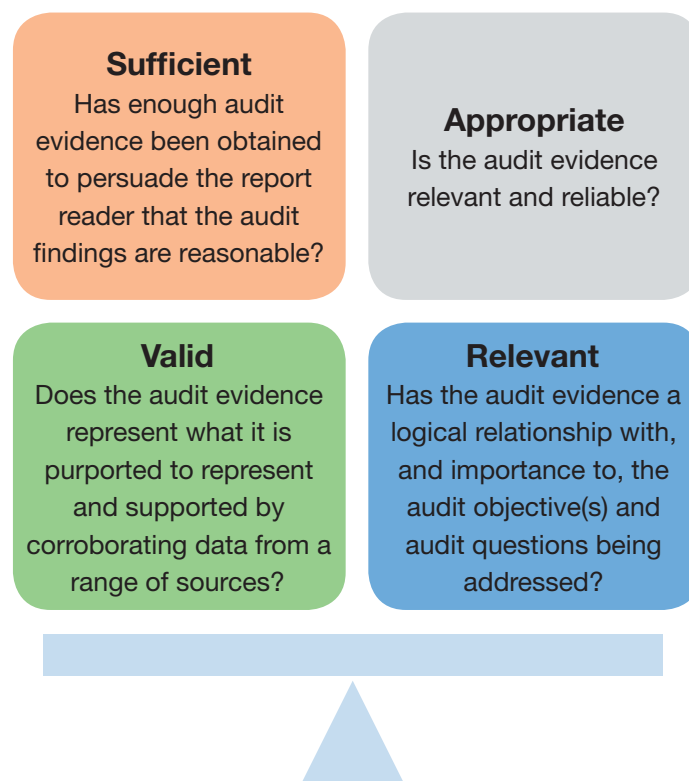 Sufficient
Has enough audit
evidence been obtained
to persuade the report
reader that the audit
findings are reasonable?
Appropriate
Is the audit evidence
relevant and reliable?
Valid
Does the audit evidence
represent what it is
purported to represent
and supported by
corroborating data from a
range of sources?
Relevant
Has the audit evidence a
logical relationship with,
and importance to, the
audit objective(s) and
audit questions being
addressed?